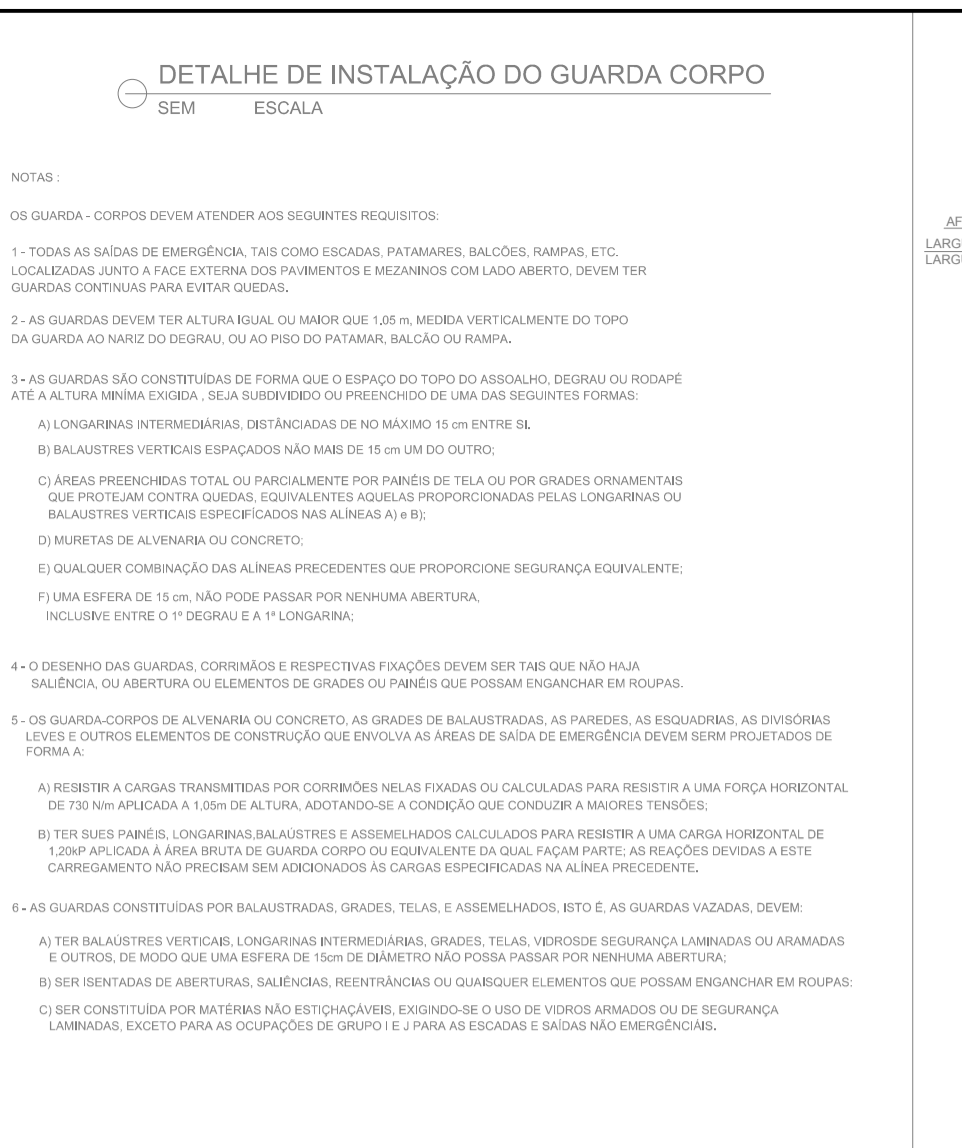 DETALHE DE INSTALAÇÃO DO GUARDA CORPO
SEM ESCALA
NOTAS :
OS GUARDA - CORPOS DEVEM ATENDER AOS SEGUINTES REQUISITOS:
1 - TODAS AS SAÍDAS DE EMERGÊNCIA, TAIS COMO ESCADAS, PATAMARES, BALCÕES, RAMPAS, ETC.
LOCALIZADAS JUNTO A FACE EXTERNA DOS PAVIMENTOS E MEZANINOS COM LADO ABERTO, DEVEM TER
GUARDAS CONTINUAS PARA EVITAR QUEDAS.
2 - AS GUARDAS DEVEM TER ALTURA IGUAL OU MAIOR QUE 1,05 m, MEDIDA VERTICALMENTE DO TOPO
DA GUARDA AO NARIZ DO DEGRAU, OU AO PISO DO PATAMAR, BALCÃO OU RAMPA.
3 - AS GUARDAS SÃO CONSTITUÍDAS DE FORMA QUE O ESPAÇO DO TOPO DO ASSOALHO, DEGRAU OU RODAPÉ
ATÉ A ALTURA MINÍMA EXIGIDA , SEJA SUBDIVIDIDO OU PREENCHIDO DE UMA DAS SEGUINTES FORMAS:
A) LONGARINAS INTERMEDIÁRIAS, DISTÂNCIADAS DE NO MÁXIMO 15 cm ENTRE SI.
B) BALAUSTRES VERTICAIS ESPAÇADOS NÃO MAIS DE 15 cm UM DO OUTRO;
C) ÁREAS PREENCHIDAS TOTAL OU PARCIALMENTE POR PAINÉIS DE TELA OU POR GRADES ORNAMENTAIS
QUE PROTEJAM CONTRA QUEDAS, EQUIVALENTES AQUELAS PROPORCIONADAS PELAS LONGARINAS OU
BALAUSTRES VERTICAIS ESPECIFÍCADOS NAS ALÍNEAS A) e B);
D) MURETAS DE ALVENARIA OU CONCRETO;
E) QUALQUER COMBINAÇÃO DAS ALÍNEAS PRECEDENTES QUE PROPORCIONE SEGURANÇA EQUIVALENTE;
F) UMA ESFERA DE 15 cm, NÃO PODE PASSAR POR NENHUMA ABERTURA,
INCLUSIVE ENTRE O 1º DEGRAU E A 1ª LONGARINA;
4 - O DESENHO DAS GUARDAS, CORRIMÃOS E RESPECTIVAS FIXAÇÕES DEVEM SER TAIS QUE NÃO HAJA
SALIÊNCIA, OU ABERTURA OU ELEMENTOS DE GRADES OU PAINÉIS QUE POSSAM ENGANCHAR EM ROUPAS.
5 - OS GUARDA-CORPOS DE ALVENARIA OU CONCRETO, AS GRADES DE BALAUSTRADAS, AS PAREDES, AS ESQUADRIAS, AS DIVISÓRIAS
LEVES E OUTROS ELEMENTOS DE CONSTRUÇÃO QUE ENVOLVA AS ÁREAS DE SAÍDA DE EMERGÊNCIA DEVEM SERM PROJETADOS DE
FORMA A:
A) RESISTIR A CARGAS TRANSMITIDAS POR CORRIMÕES NELAS FIXADAS OU CALCULADAS PARA RESISTIR A UMA FORÇA HORIZONTAL
DE 730 N/m APLICADA A 1,05m DE ALTURA, ADOTANDO-SE A CONDIÇÃO QUE CONDUZIR A MAIORES TENSÕES;
B) TER SUES PAINÉIS, LONGARINAS,BALAÚSTRES E ASSEMELHADOS CALCULADOS PARA RESISTIR A UMA CARGA HORIZONTAL DE
1,20kP APLICADA À ÁREA BRUTA DE GUARDA CORPO OU EQUIVALENTE DA QUAL FAÇAM PARTE; AS REAÇÕES DEVIDAS A ESTE
CARREGAMENTO NÃO PRECISAM SEM ADICIONADOS ÀS CARGAS ESPECIFICADAS NA ALÍNEA PRECEDENTE.
6 - AS GUARDAS CONSTITUÍDAS POR BALAUSTRADAS, GRADES, TELAS, E ASSEMELHADOS, ISTO É, AS GUARDAS VAZADAS, DEVEM:
A) TER BALAÚSTRES VERTICAIS, LONGARINAS INTERMEDIÁRIAS, GRADES, TELAS, VIDROSDE SEGURANÇA LAMINADAS OU ARAMADAS
E OUTROS, DE MODO QUE UMA ESFERA DE 15cm DE DIÂMETRO NÃO POSSA PASSAR POR NENHUMA ABERTURA;
B) SER ISENTADAS DE ABERTURAS, SALIÊNCIAS, REENTRÂNCIAS OU QUAISQUER ELEMENTOS QUE POSSAM ENGANCHAR EM ROUPAS:
C) SER CONSTITUÍDA POR MATÉRIAS NÃO ESTIÇHAÇÁVEIS, EXIGINDO-SE O USO DE VIDROS ARMADOS OU DE SEGURANÇA
LAMINADAS, EXCETO PARA AS OCUPAÇÕES DE GRUPO I E J PARA AS ESCADAS E SAÍDAS NÃO EMERGÊNCIÁIS.